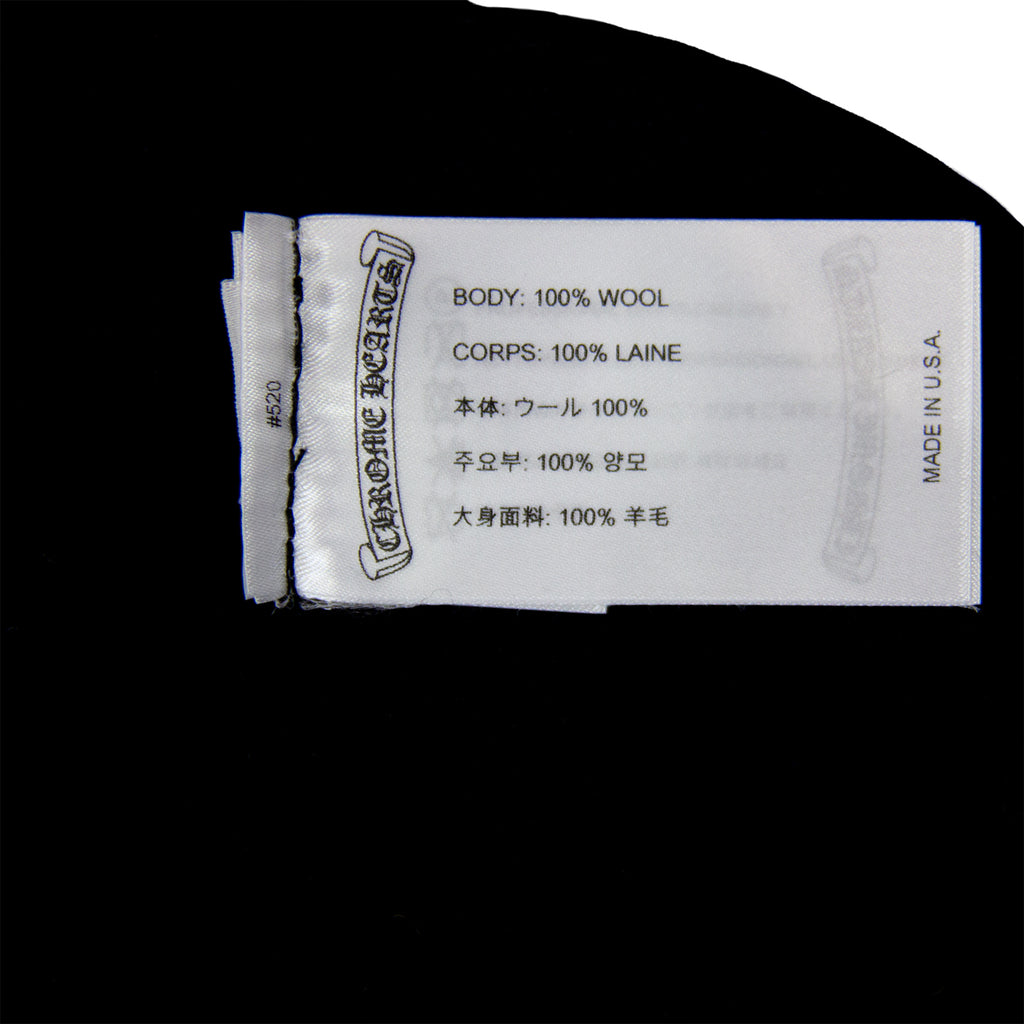 #520
CHROME HEARTS
BODY: 100% WOOL
CORPS: 100% LAINE
本体: ウール 100%
주요부: 100% 양모
大身面料: 100% 羊毛
MADE IN U.S.A.